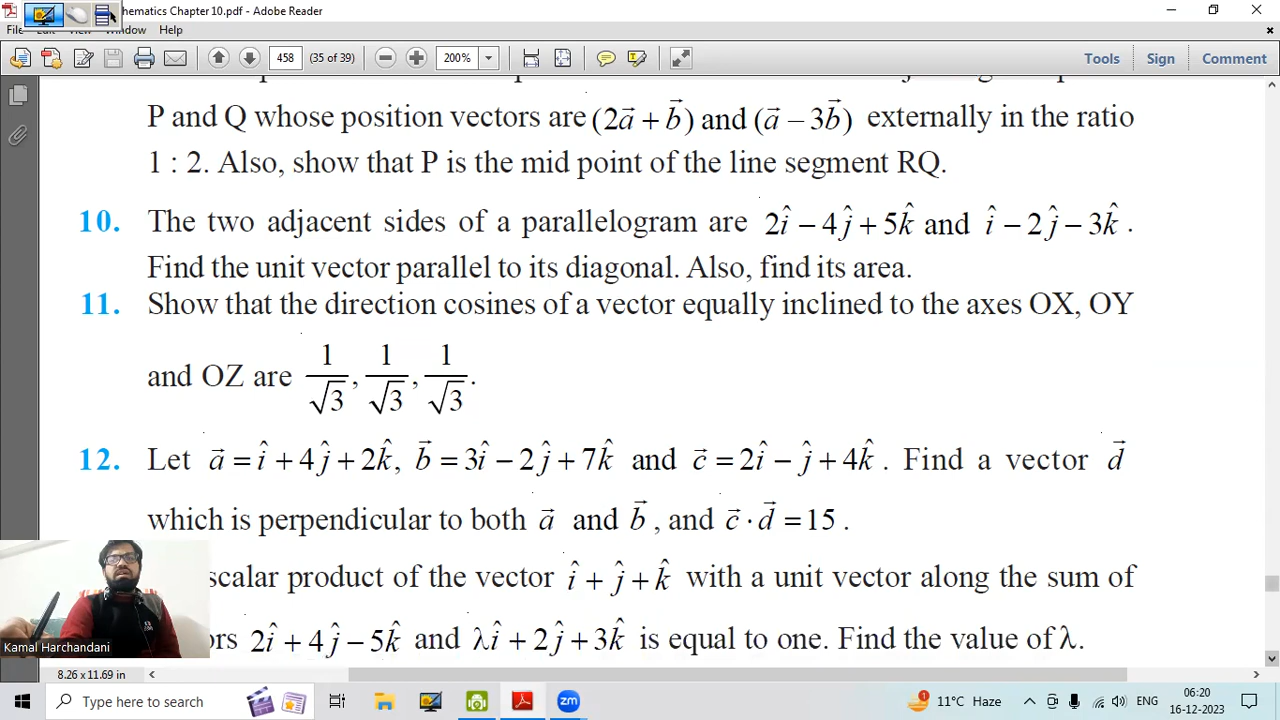 hematics Chapter 10.pdf - Adobe Reader
File Edit View Window Help
458 (35 of 39) 200% Tools Sign Comment
P and Q whose position vectors are (2a⃗ + b⃗) and (a⃗ − 3b⃗) externally in the ratio
1 : 2. Also, show that P is the mid point of the line segment RQ.
10. The two adjacent sides of a parallelogram are 2î − 4ĵ + 5k̂ and î − 2ĵ − 3k̂.
Find the unit vector parallel to its diagonal. Also, find its area.
11. Show that the direction cosines of a vector equally inclined to the axes OX, OY
and OZ are 1/√3, 1/√3, 1/√3.
12. Let a⃗ = î + 4ĵ + 2k̂, b⃗ = 3î − 2ĵ + 7k̂ and c⃗ = 2î − ĵ + 4k̂. Find a vector d⃗
which is perpendicular to both a⃗ and b⃗, and c⃗ · d⃗ = 15.
scalar product of the vector î + ĵ + k̂ with a unit vector along the sum of
ors 2î + 4ĵ − 5k̂ and λî + 2ĵ + 3k̂ is equal to one. Find the value of λ.
Kamal Harchandani
8.26 x 11.69 in
Type here to search
11°C Haze
ENG
06:20
16-12-2023